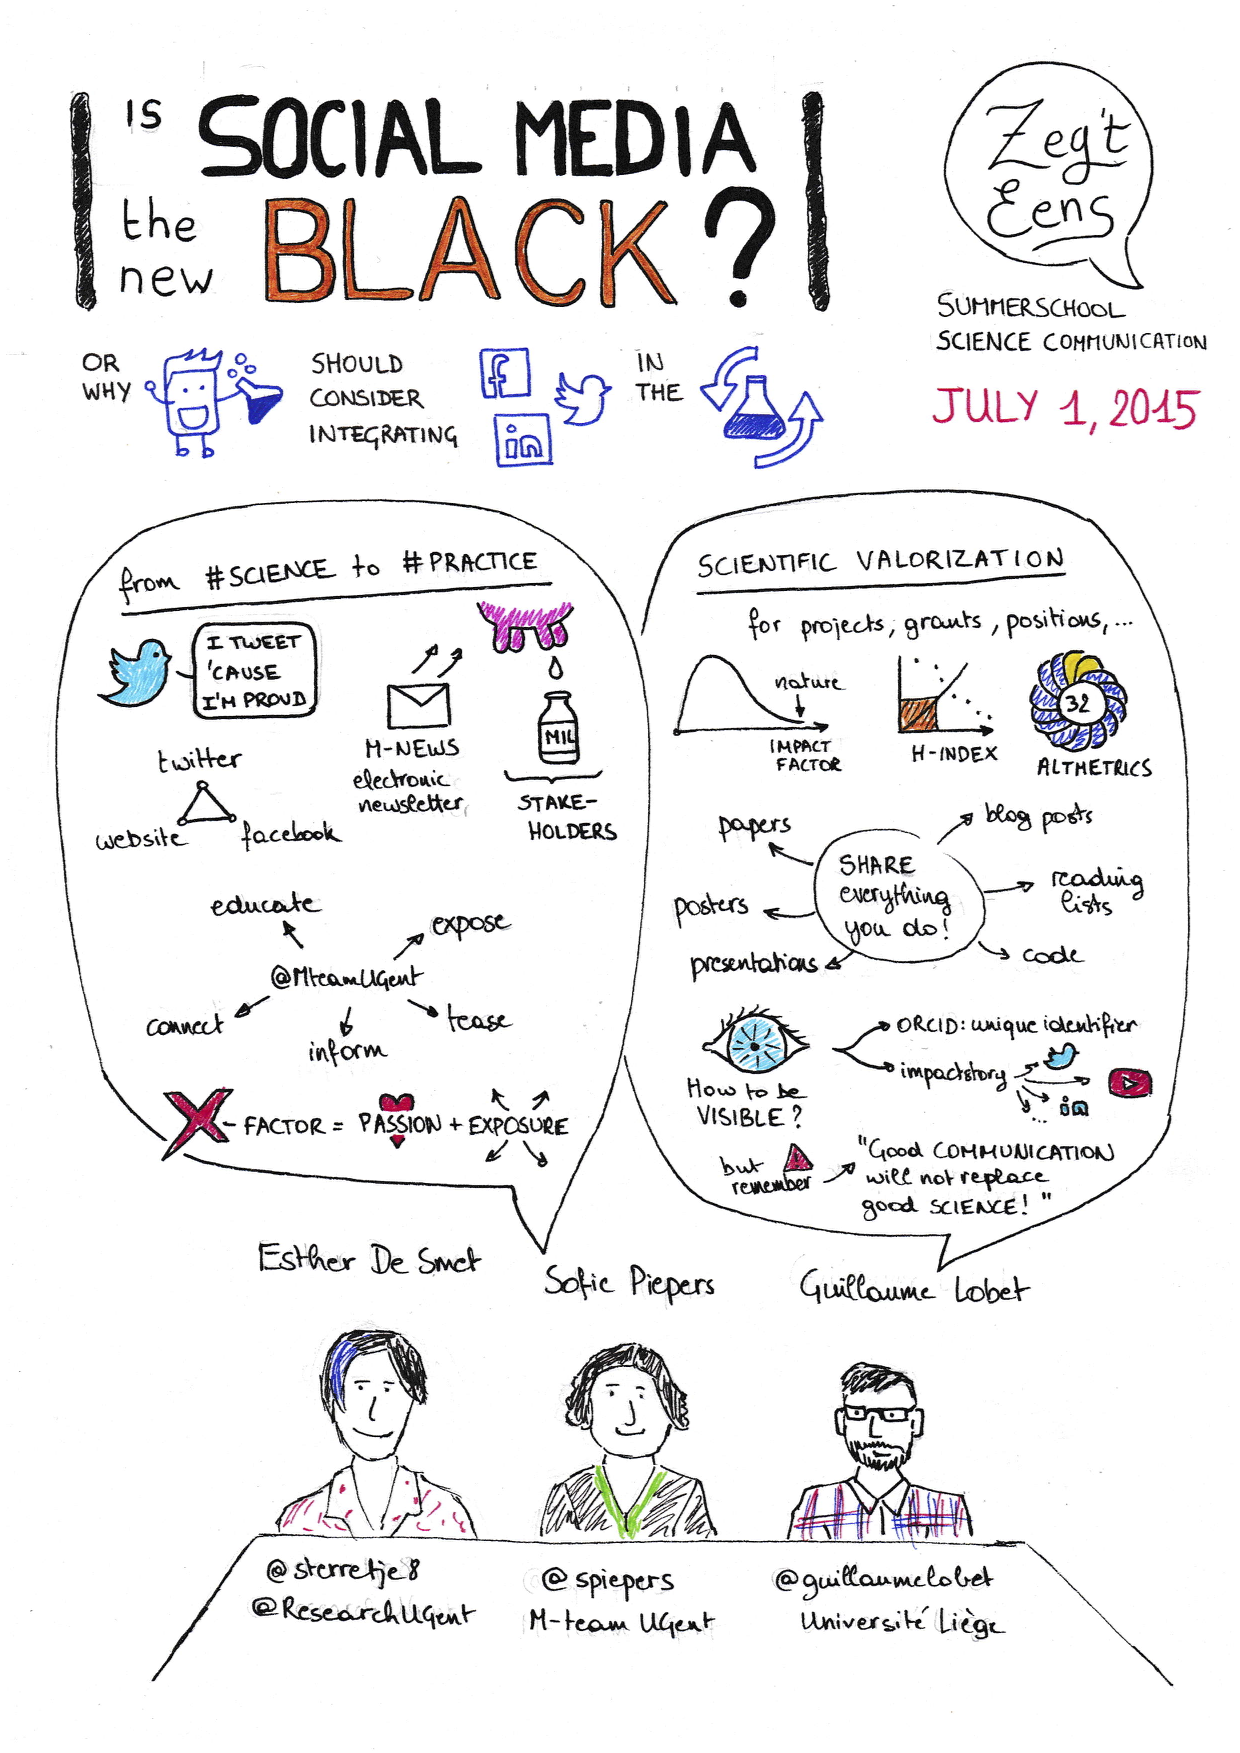 IS SOCIAL MEDIA
the new BLACK?
Zeg't
Eens
SUMMERSCHOOL
SCIENCE COMMUNICATION
JULY 1, 2015
OR
WHY
SHOULD
CONSIDER
INTEGRATING
f
in
IN
THE
from #SCIENCE to #PRACTICE
I TWEET
'CAUSE
I'M PROUD
M-NEWS
electronic
newsletter
MIL
STAKE-
HOLDERS
twitter
website
facebook
educate
expose
@MteamUGent
connect
tease
inform
X-FACTOR = PASSION + EXPOSURE
SCIENTIFIC VALORIZATION
for projects, grants, positions, ...
nature
IMPACT
FACTOR
H-INDEX
32
ALTMETRICS
papers
blog posts
SHARE
everything
you do!
reading
lists
posters
presentations
code
How to be
VISIBLE?
ORCID: unique identifier
impactstory
in
...
but
remember
"Good COMMUNICATION
will not replace
good SCIENCE!"
Esther De Smet
Sofie Piepers
Guillaume Lobet
@sterretje8
@ResearchUGent
@spiepers
M-team UGent
@guillaumelobet
Université Liège